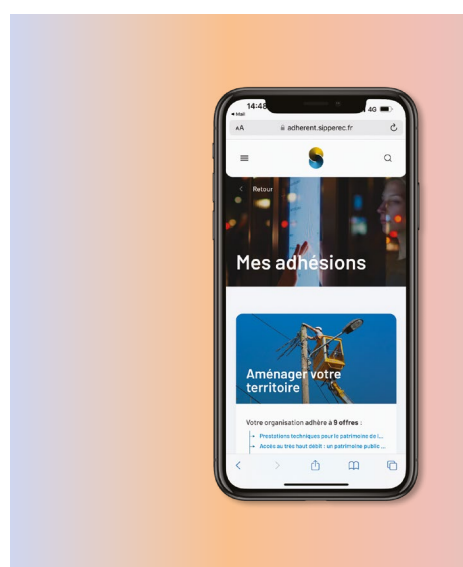 14:48
4G
◄ Mail
AA
adherent.sipperec.fr
Retour
Mes adhésions
Aménager votre
territoire
Votre organisation adhère à 9 offres :
Prestations techniques pour le patrimoine de l...
Accès au très haut débit : un patrimoine public ...